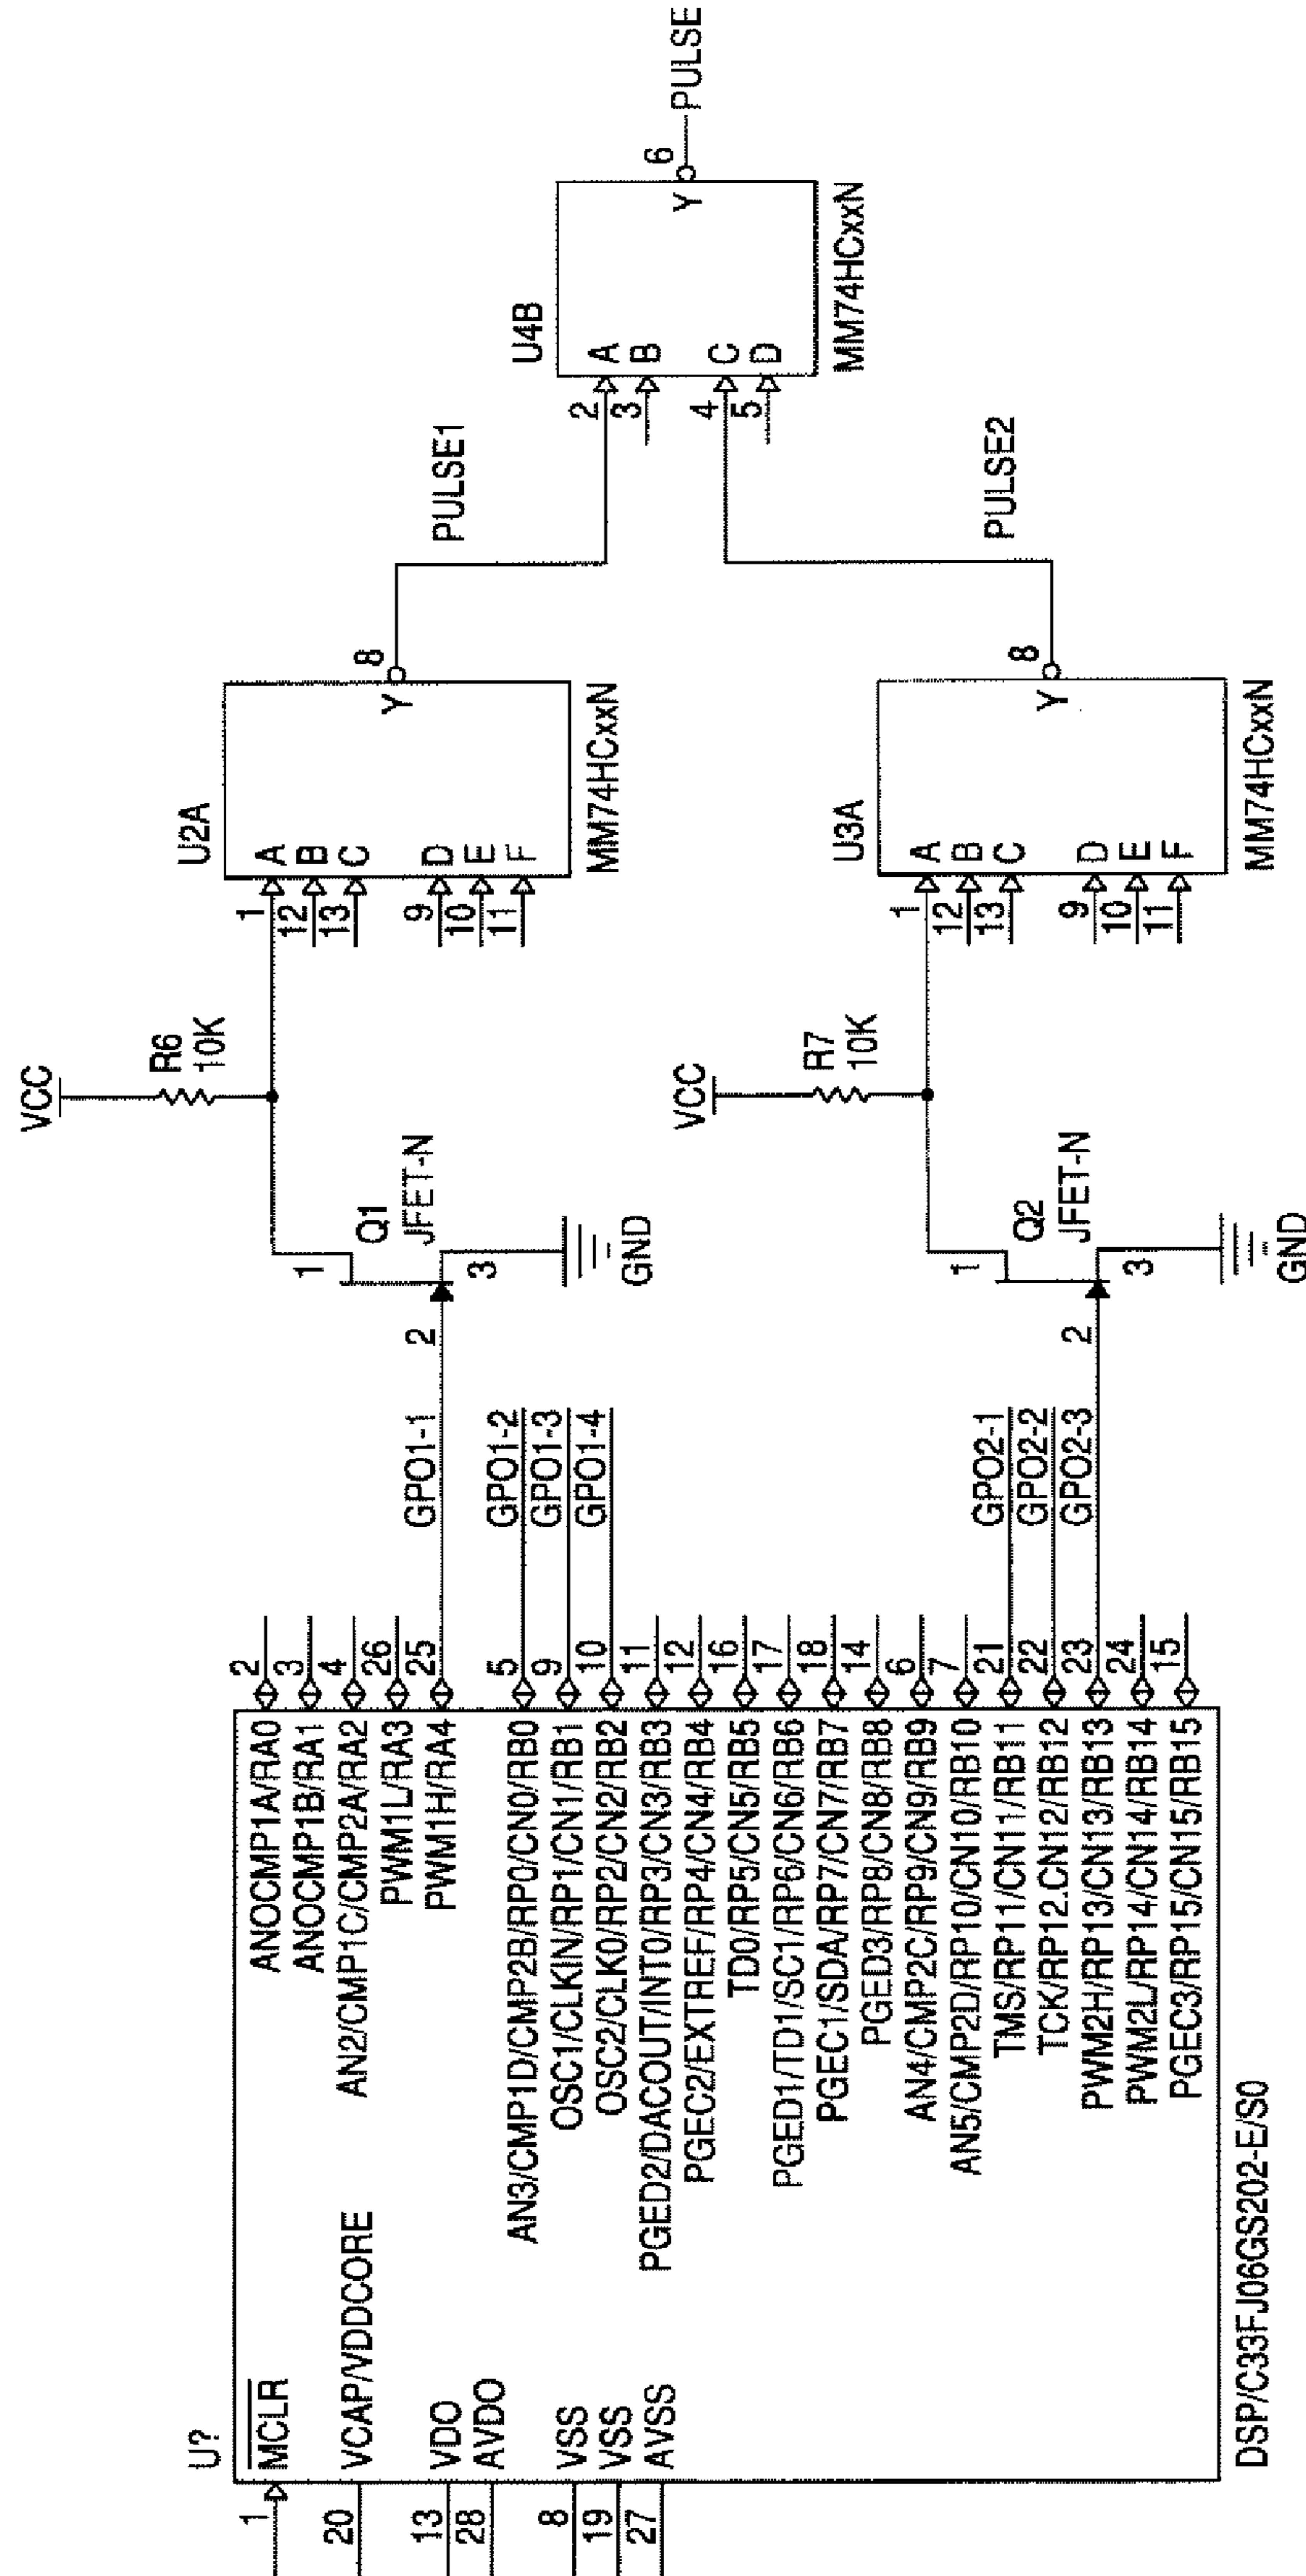 U?
1
MCLR
20
VCAP/VDDCORE
13
VDO
28
AVDO
8
VSS
19
VSS
27
AVSS
ANOCMP1A/RA0
2
ANOCMP1B/RA1
3
AN2/CMP1C/CMP2A/RA2
4
PWM1L/RA3
26
PWM1H/RA4
25
AN3/CMP1D/CMP2B/RP0/CN0/RB0
5
OSC1/CLKIN/RP1/CN1/RB1
9
OSC2/CLK0/RP2/CN2/RB2
10
PGED2/DACOUT/INT0/RP3/CN3/RB3
11
PGEC2/EXTREF/RP4/CN4/RB4
12
TD0/RP5/CN5/RB5
16
PGED1/TD1/SC1/RP6/CN6/RB6
17
PGEC1/SDA/RP7/CN7/RB7
18
PGED3/RP8/CN8/RB8
14
AN4/CMP2C/RP9/CN9/RB9
6
AN5/CMP2D/RP10/CN10/RB10
7
TMS/RP11/CN11/RB11
21
TCK/RP12.CN12/RB12
22
PWM2H/RP13/CN13/RB13
23
PWM2L/RP14/CN14/RB14
24
PGEC3/RP15/CN15/RB15
15
DSP/C33FJ06GS202-E/S0
GPO1-1
GPO1-2
GPO1-3
GPO1-4
GPO2-1
GPO2-2
GPO2-3
VCC
R6
10K
1
Q1
JFET-N
2
3
GND
VCC
R7
10K
1
Q2
JFET-N
2
3
GND
U2A
1
A
12
B
13
C
9
D
10
E
11
F
Y
8
MM74HCxxN
U3A
1
A
12
B
13
C
9
D
10
E
11
F
Y
8
MM74HCxxN
PULSE1
PULSE2
U4B
2
A
3
B
4
C
5
D
Y
6
MM74HCxxN
PULSE